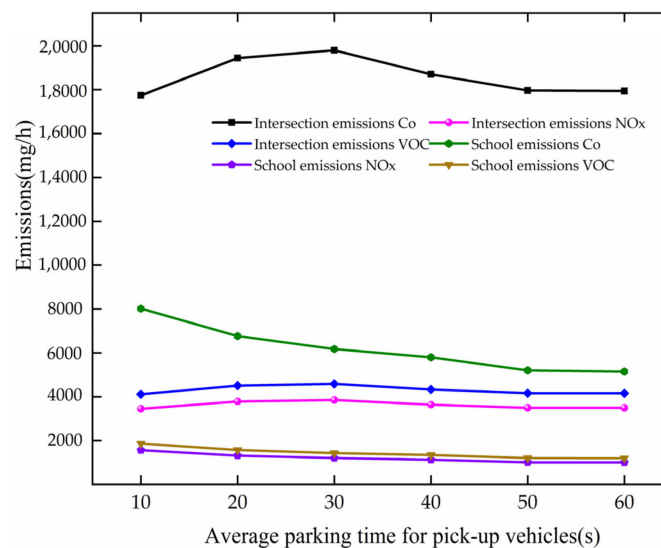 2,0000
1,8000
1,6000
1,4000
1,2000
1,0000
8000
6000
4000
2000
Emissions(mg/h)
Intersection emissions Co
Intersection emissions NOx
Intersection emissions VOC
School emissions Co
School emissions NOx
School emissions VOC
10 20 30 40 50 60
Average parking time for pick-up vehicles(s)